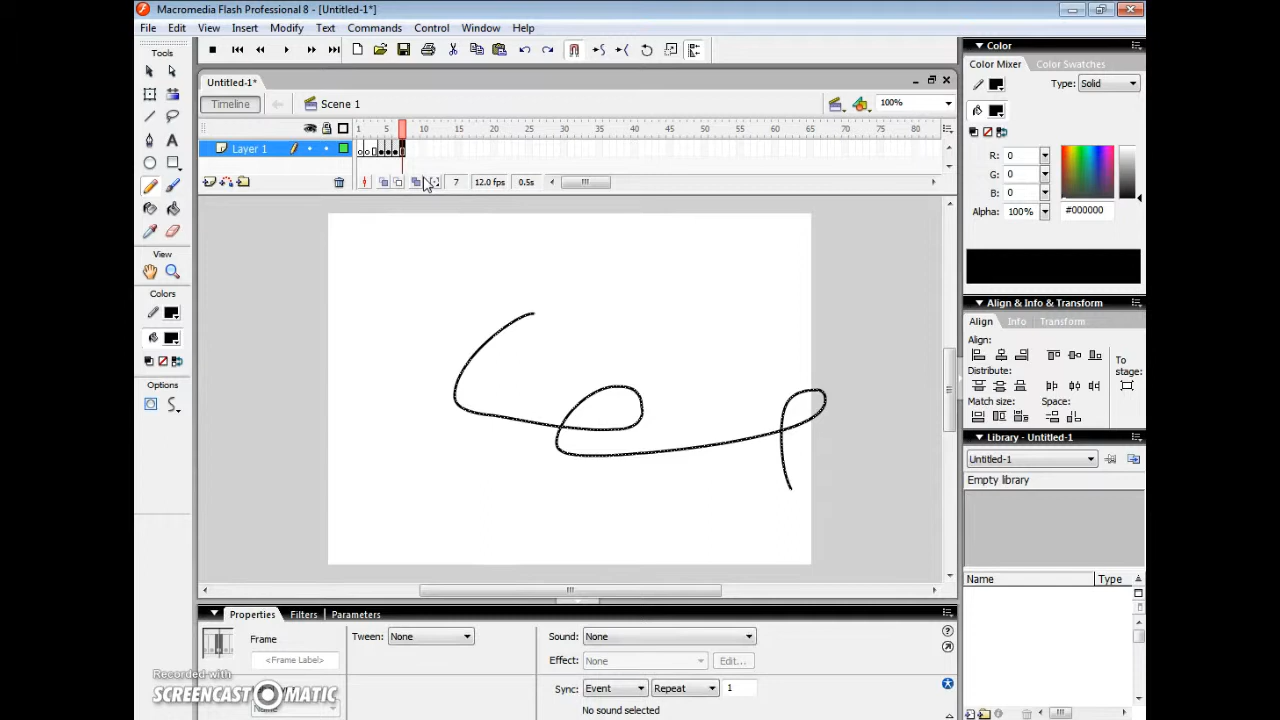 Macromedia Flash Professional 8 - [Untitled-1*]
File Edit View Insert Modify Text Commands Control Window Help
Tools
Untitled-1*
Timeline Scene 1 100%
1 5 10 15 20 25 30 35 40 45 50 55 60 65 70 75 80
Layer 1
7 12.0 fps 0.5s
View
Colors
Options
Color
Color Mixer Color Swatches
Type: Solid
R: 0
G: 0
B: 0
Alpha: 100% #000000
Align & Info & Transform
Align Info Transform
Align:
Distribute:
Match size: Space:
To stage:
Library - Untitled-1
Untitled-1
Empty library
Name Type
Properties Filters Parameters
Frame Tween: None Sound: None
<Frame Label> Effect: None Edit...
Sync: Event Repeat 1
No sound selected
Recorded with
SCREENCAST-O-MATIC